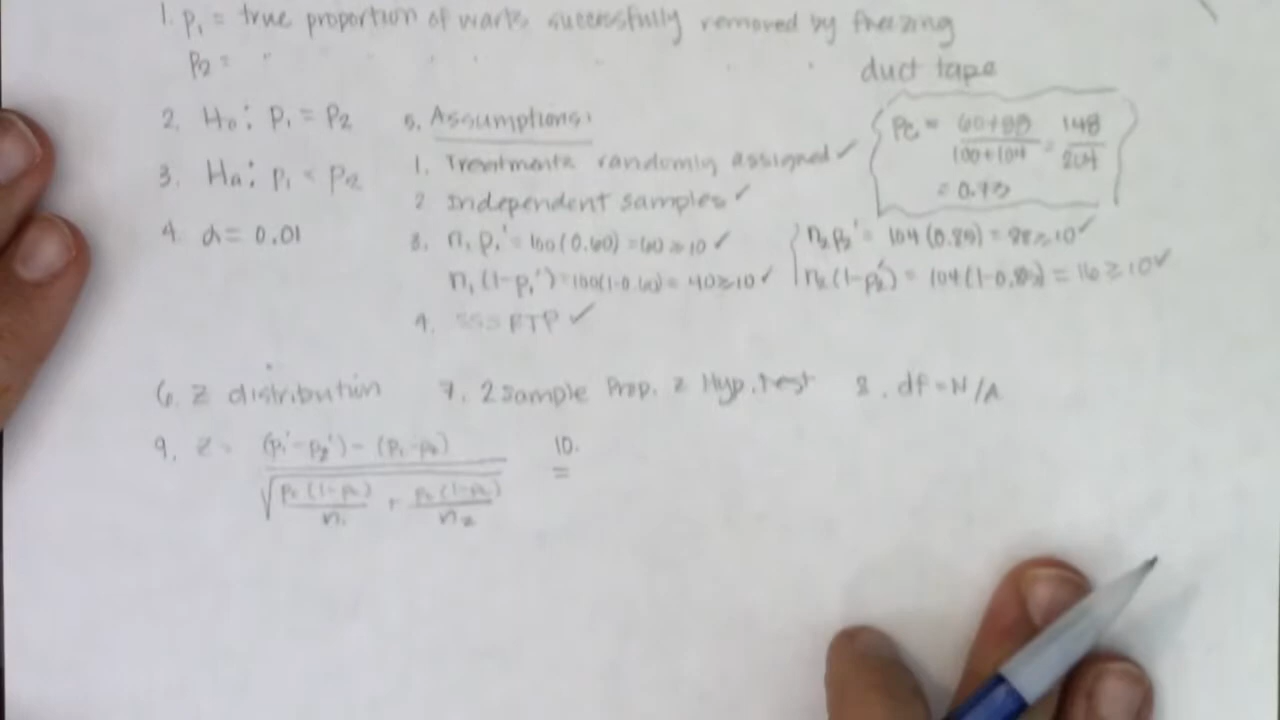 1. p₁ = true proportion of warts successfully removed by freezing
p₂ = " . . . . duct tape
2. H₀: p₁ = p₂
3. Hₐ: p₁ < p₂
4. α = 0.01
5. Assumptions:
1. Treatments randomly assigned ✓
2 Independent samples ✓
3. n₁p₁' = 100(0.60) = 60 ≥ 10 ✓
n₁(1-p₁') = 100(1-0.60) = 40 ≥ 10 ✓
4. SSS RTP ✓
Pc = 60+88/100+104 = 148/204
= 0.73
n₂p₂' = 104(0.85) = 88 ≥ 10 ✓
n₂(1-p₂') = 104(1-0.85) = 16 ≥ 10 ✓
6. Z distribution 7. 2 Sample Prop. z Hyp. test 8. df = N/A
9. Z = (p₁'-p₂') - (p₁-p₂) / √(pc(1-pc)/n₁ + pc(1-pc)/n₂)
10.
=